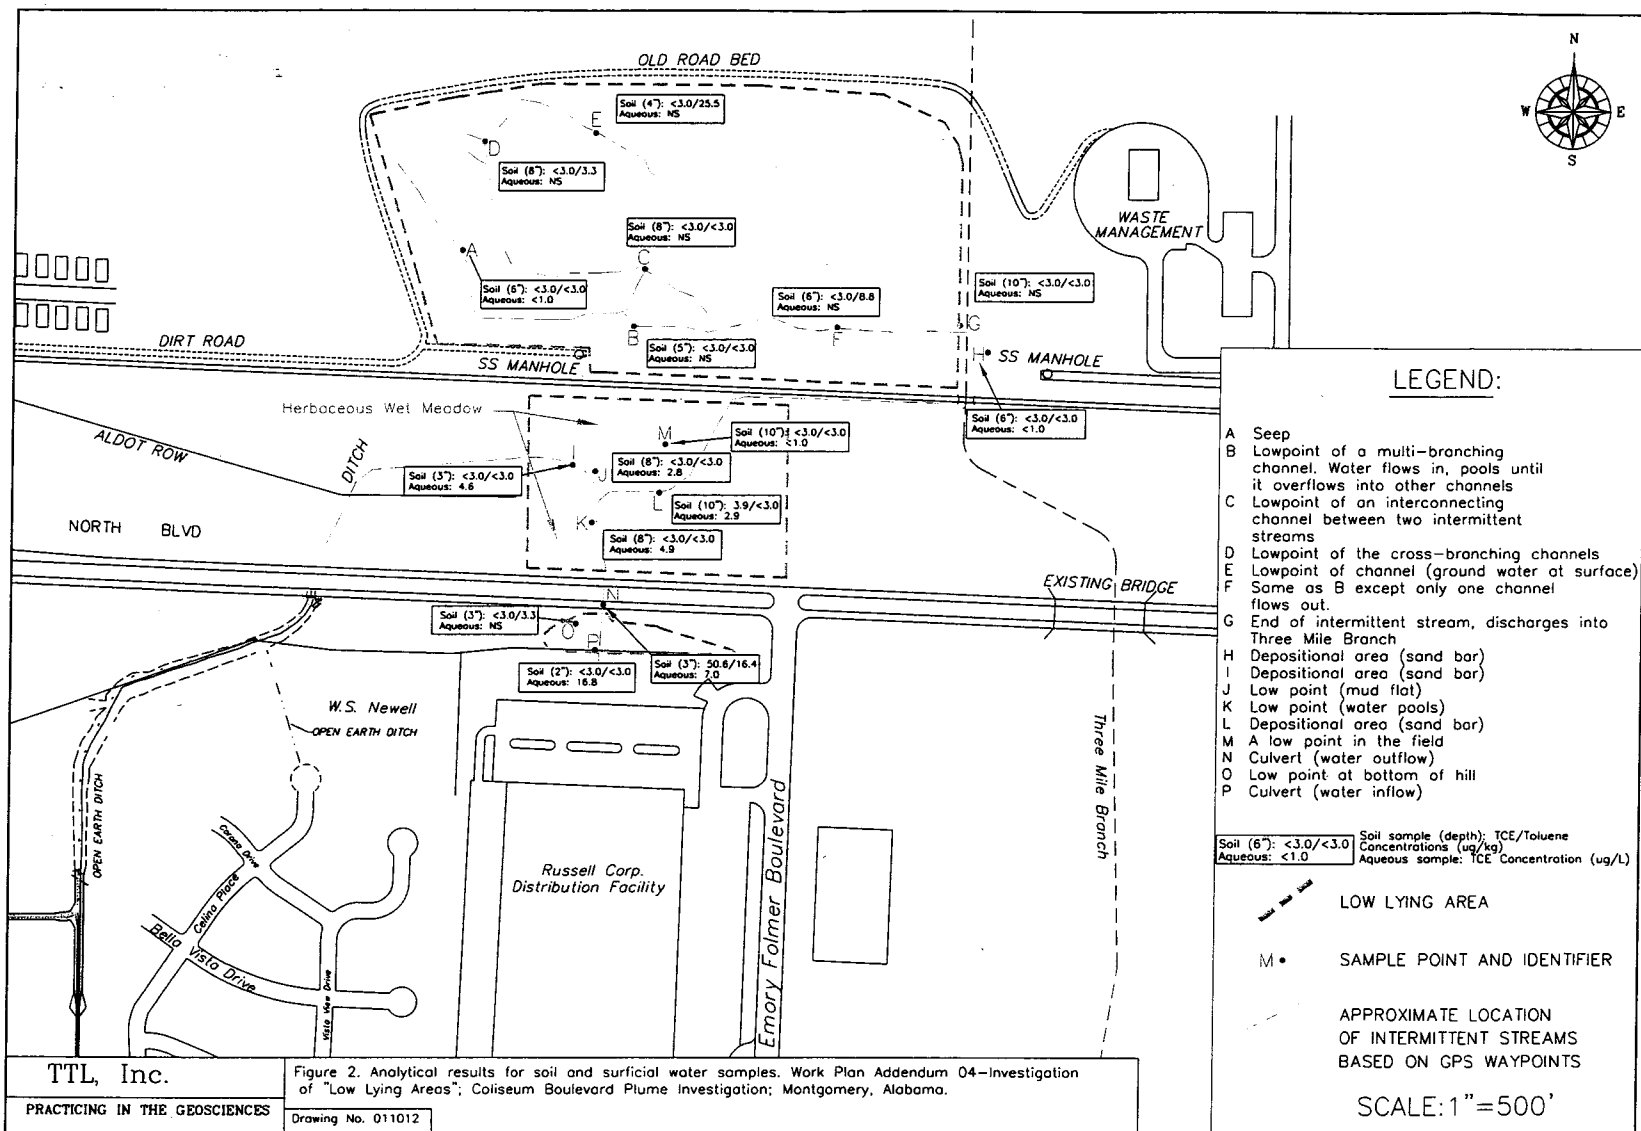 OLD ROAD BED
N
W
E
S
Soil (4"): <3.0/25.5
Aqueous: NS
E
D
Soil (8"): <3.0/3.3
Aqueous: NS
WASTE
MANAGEMENT
Soil (8"): <3.0/<3.0
Aqueous: NS
A
C
Soil (6"): <3.0/<3.0
Aqueous: <1.0
Soil (6"): <3.0/8.8
Aqueous: NS
Soil (10"): <3.0/<3.0
Aqueous: NS
B
F
G
DIRT ROAD
SS MANHOLE
Soil (5"): <3.0/<3.0
Aqueous: NS
H
SS MANHOLE
Herbaceous Wet Meadow
Soil (6"): <3.0/<3.0
Aqueous: <1.0
ALDOT ROW
DITCH
M
Soil (10"): <3.0/<3.0
Aqueous: <1.0
I
J
Soil (3"): <3.0/<3.0
Aqueous: 4.6
Soil (8"): <3.0/<3.0
Aqueous: 2.8
L
Soil (10"): 3.9/<3.0
Aqueous: 2.9
K
NORTH BLVD
Soil (8"): <3.0/<3.0
Aqueous: 4.9
EXISTING BRIDGE
N
Soil (3"): <3.0/3.3
Aqueous: NS
O
P
Soil (2"): <3.0/<3.0
Aqueous: 16.8
Soil (3"): 50.6/16.4
Aqueous: 7.0
W.S. Newell
OPEN EARTH DITCH
OPEN EARTH DITCH
Three Mile Branch
Corona Drive
Celina Place
Bella Vista Drive
Vista View Drive
Russell Corp.
Distribution Facility
Emory Folmer Boulevard
LEGEND:
A Seep
B Lowpoint of a multi-branching
channel. Water flows in, pools until
it overflows into other channels
C Lowpoint of an interconnecting
channel between two intermittent
streams
D Lowpoint of the cross-branching channels
E Lowpoint of channel (ground water at surface)
F Same as B except only one channel
flows out.
G End of intermittent stream, discharges into
Three Mile Branch
H Depositional area (sand bar)
I Depositional area (sand bar)
J Low point (mud flat)
K Low point (water pools)
L Depositional area (sand bar)
M A low point in the field
N Culvert (water outflow)
O Low point at bottom of hill
P Culvert (water inflow)
Soil (6"): <3.0/<3.0
Aqueous: <1.0
Soil sample (depth): TCE/Toluene
Concentrations (ug/kg)
Aqueous sample: TCE Concentration (ug/L)
LOW LYING AREA
M SAMPLE POINT AND IDENTIFIER
APPROXIMATE LOCATION
OF INTERMITTENT STREAMS
BASED ON GPS WAYPOINTS
SCALE: 1"=500'
TTL, Inc.
PRACTICING IN THE GEOSCIENCES
Figure 2. Analytical results for soil and surficial water samples. Work Plan Addendum 04-Investigation
of "Low Lying Areas"; Coliseum Boulevard Plume Investigation; Montgomery, Alabama.
Drawing No. 011012